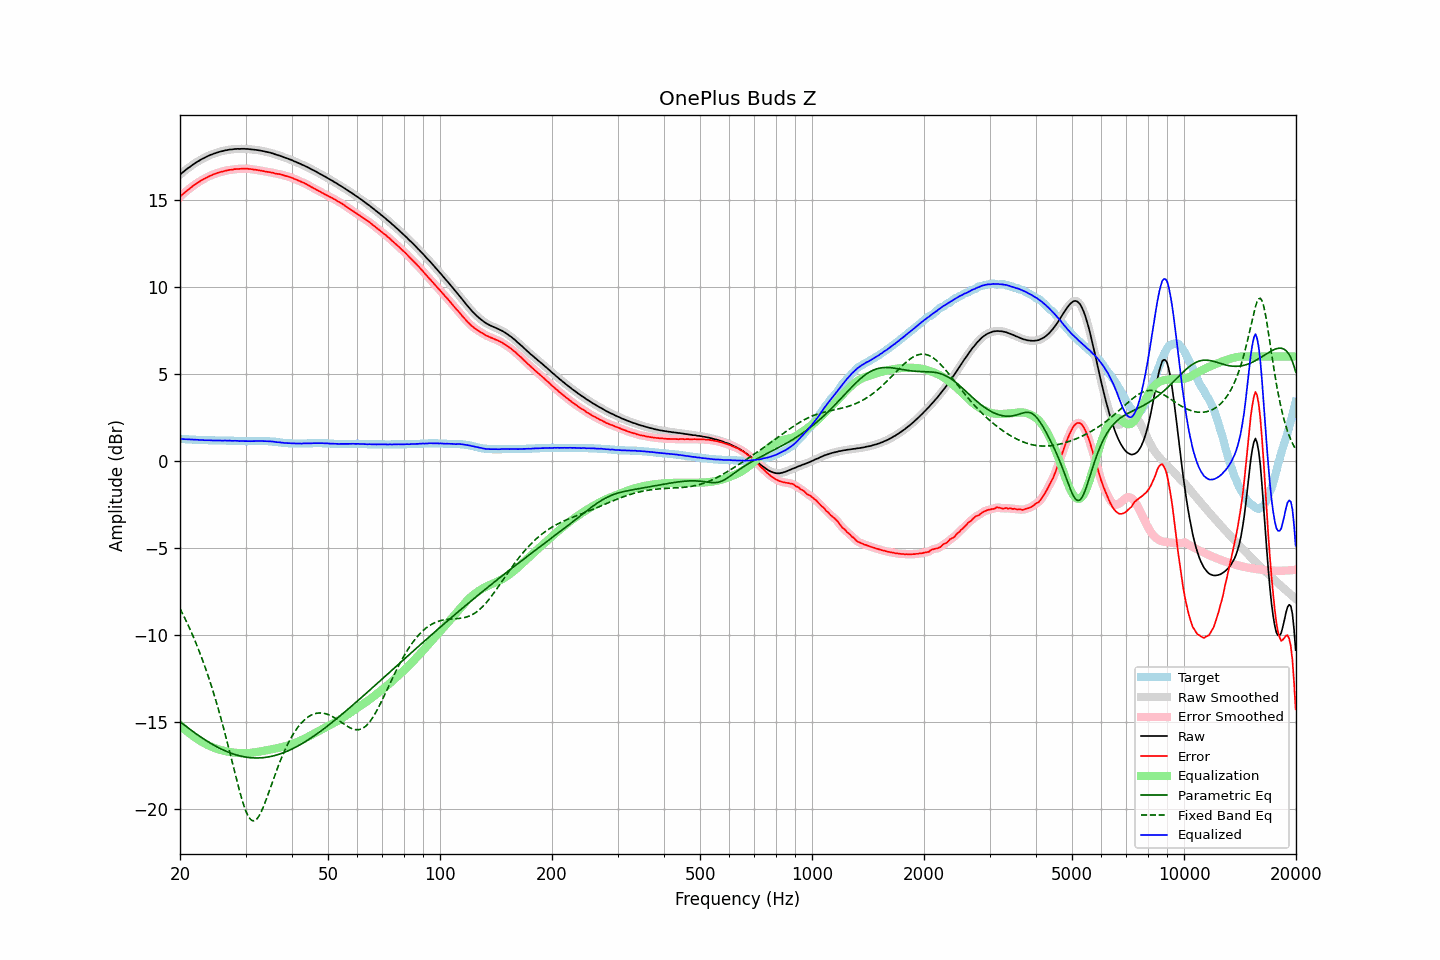 OnePlus Buds Z
Amplitude (dBr)
15
10
5
0
−5
−10
−15
−20
Target
Raw Smoothed
Error Smoothed
Raw
Error
Equalization
Parametric Eq
Fixed Band Eq
Equalized
20 50 100 200 500 1000 2000 5000 10000 20000
Frequency (Hz)